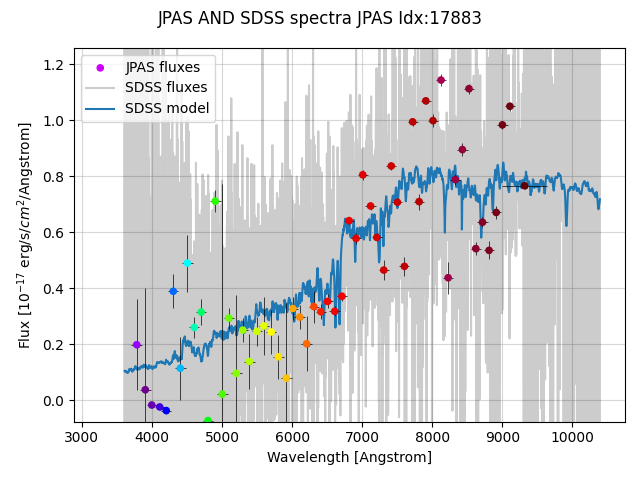 JPAS AND SDSS spectra JPAS Idx:17883
JPAS fluxes
SDSS fluxes
SDSS model
Flux [10^{-17} erg/s/cm^2/Angstrom]
1.2
1.0
0.8
0.6
0.4
0.2
0.0
3000 4000 5000 6000 7000 8000 9000 10000
Wavelength [Angstrom]